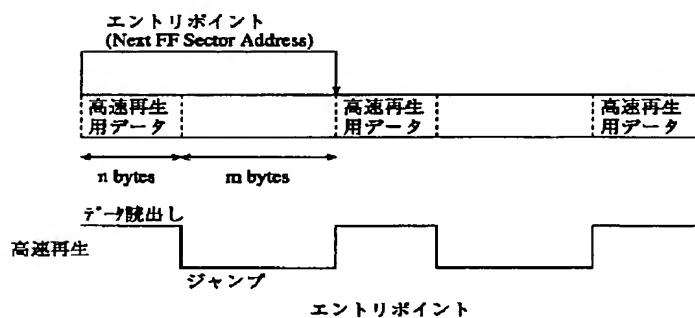 エントリポイント
(Next FF Sector Address)
高速再生
用データ
高速再生
用データ
高速再生
用データ
n bytes
m bytes
データ読出し
高速再生
ジャンプ
エントリポイント